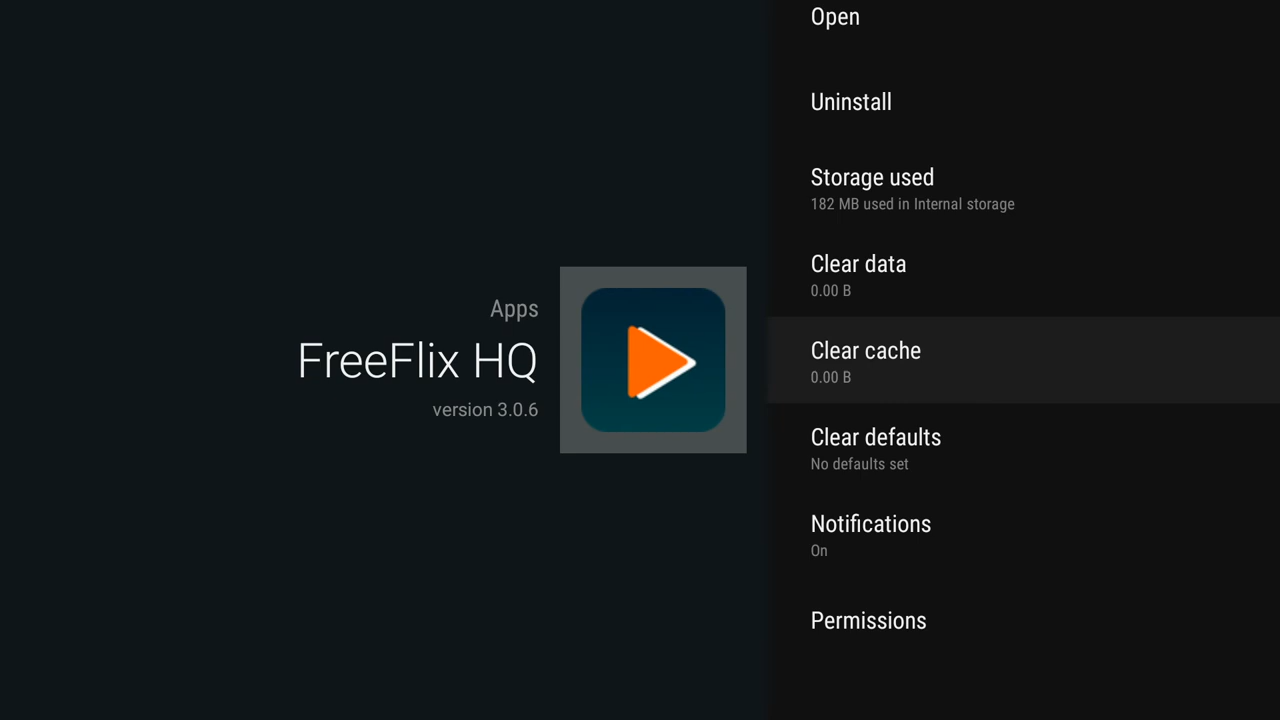 Apps
FreeFlix HQ
version 3.0.6
Open
Uninstall
Storage used
182 MB used in Internal storage
Clear data
0.00 B
Clear cache
0.00 B
Clear defaults
No defaults set
Notifications
On
Permissions